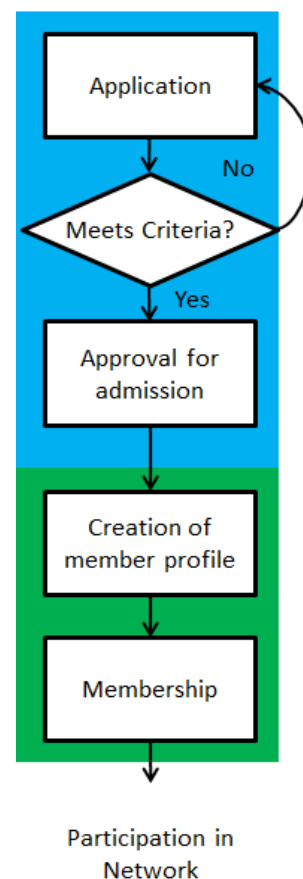 Application
No
Meets Criteria?
Yes
Approval for
admission
Creation of
member profile
Membership
Participation in
Network